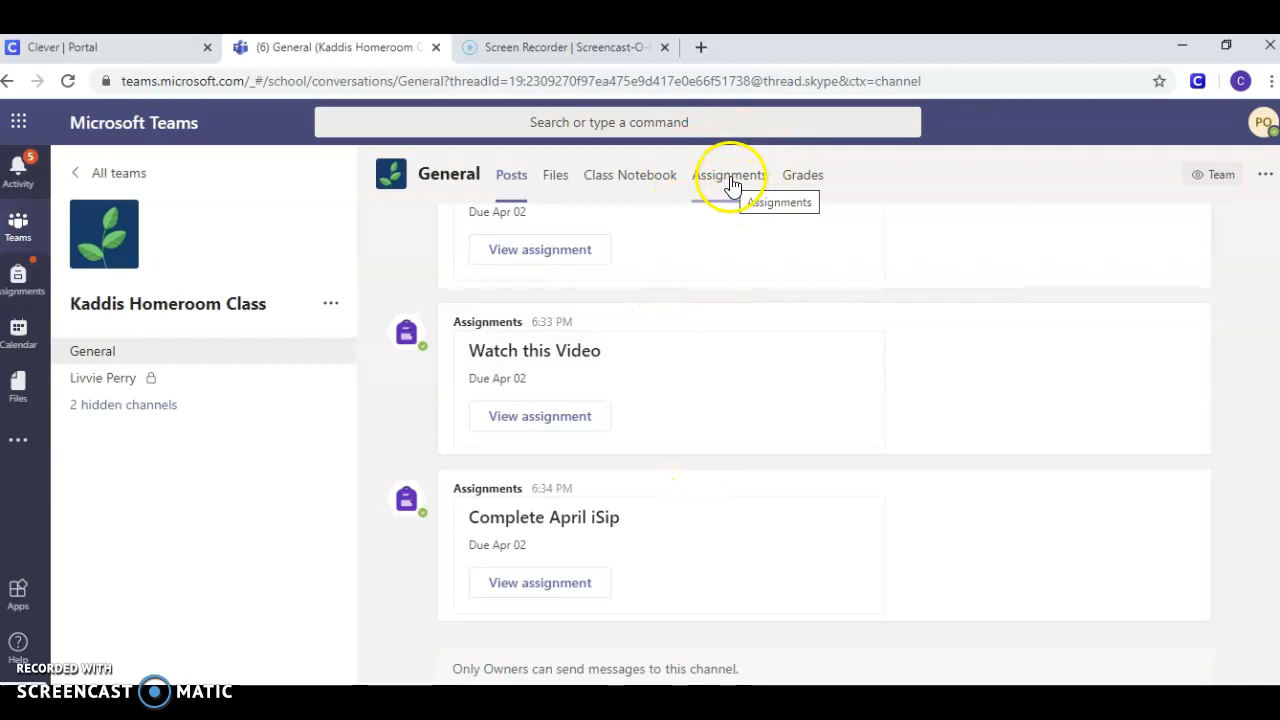 Clever | Portal
(6) General (Kaddis Homeroom C
Screen Recorder | Screencast-O-
teams.microsoft.com/_#/school/conversations/General?threadId=19:2309270f97ea475e9d417e0e66f51738@thread.skype&ctx=channel
C
Microsoft Teams
Search or type a command
PO
5
Activity
Teams
ssignments
Calendar
Files
Apps
Help
All teams
Kaddis Homeroom Class
General
Livvie Perry
2 hidden channels
General
Posts
Files
Class Notebook
Assignments
Grades
Team
Assignments
Due Apr 02
View assignment
Assignments 6:33 PM
Watch this Video
Due Apr 02
View assignment
Assignments 6:34 PM
Complete April iSip
Due Apr 02
View assignment
Only Owners can send messages to this channel.
RECORDED WITH
SCREENCAST MATIC